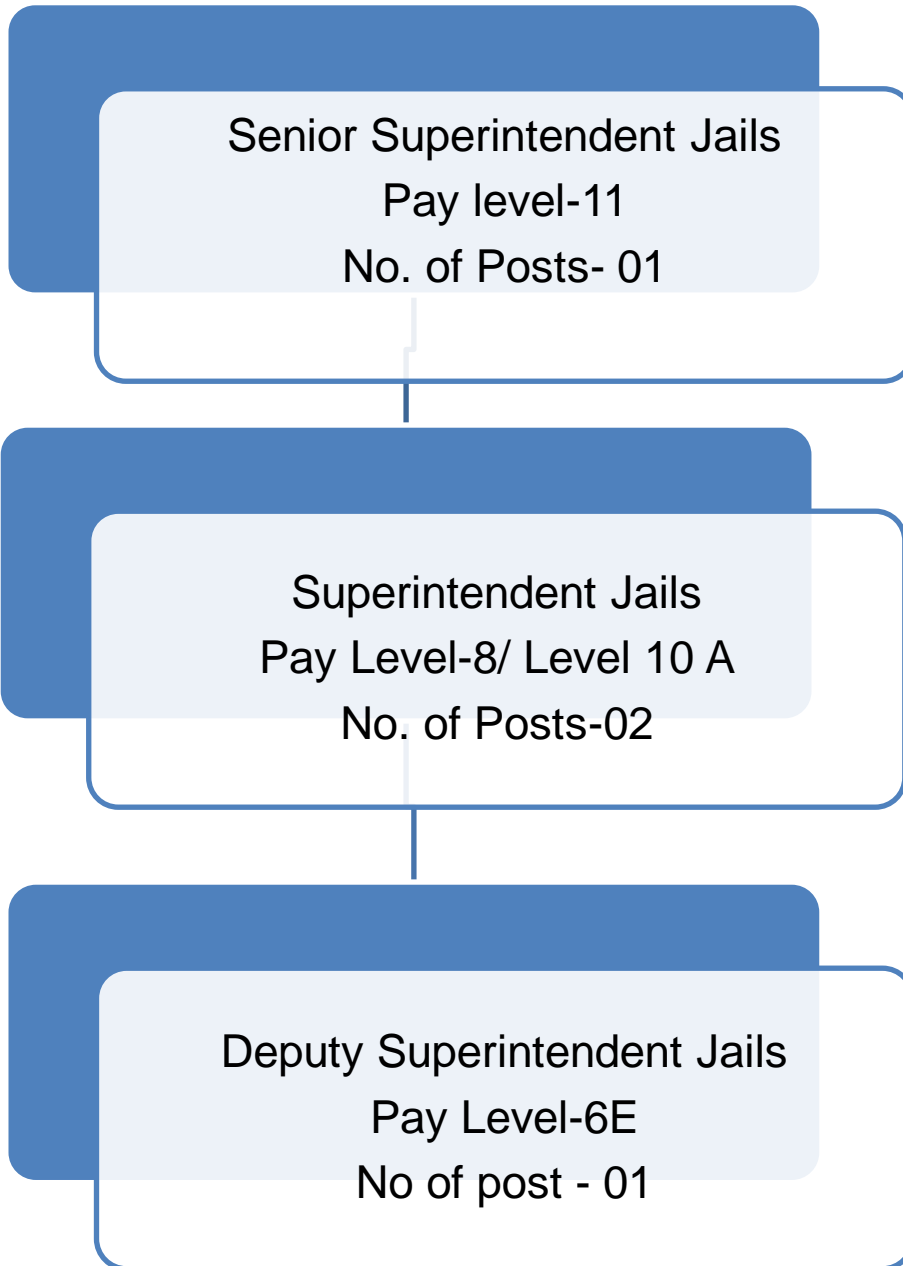 Senior Superintendent Jails
Pay level-11
No. of Posts- 01
Superintendent Jails
Pay Level-8/ Level 10 A
No. of Posts-02
Deputy Superintendent Jails
Pay Level-6E
No of post - 01